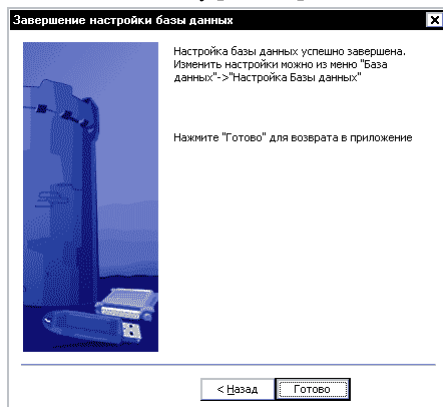 Завершение настройки базы данных
Настройка базы данных успешно завершена.
Изменить настройки можно из меню "База
данных"->"Настройка Базы данных"
Нажмите "Готово" для возврата в приложение
< Назад
Готово